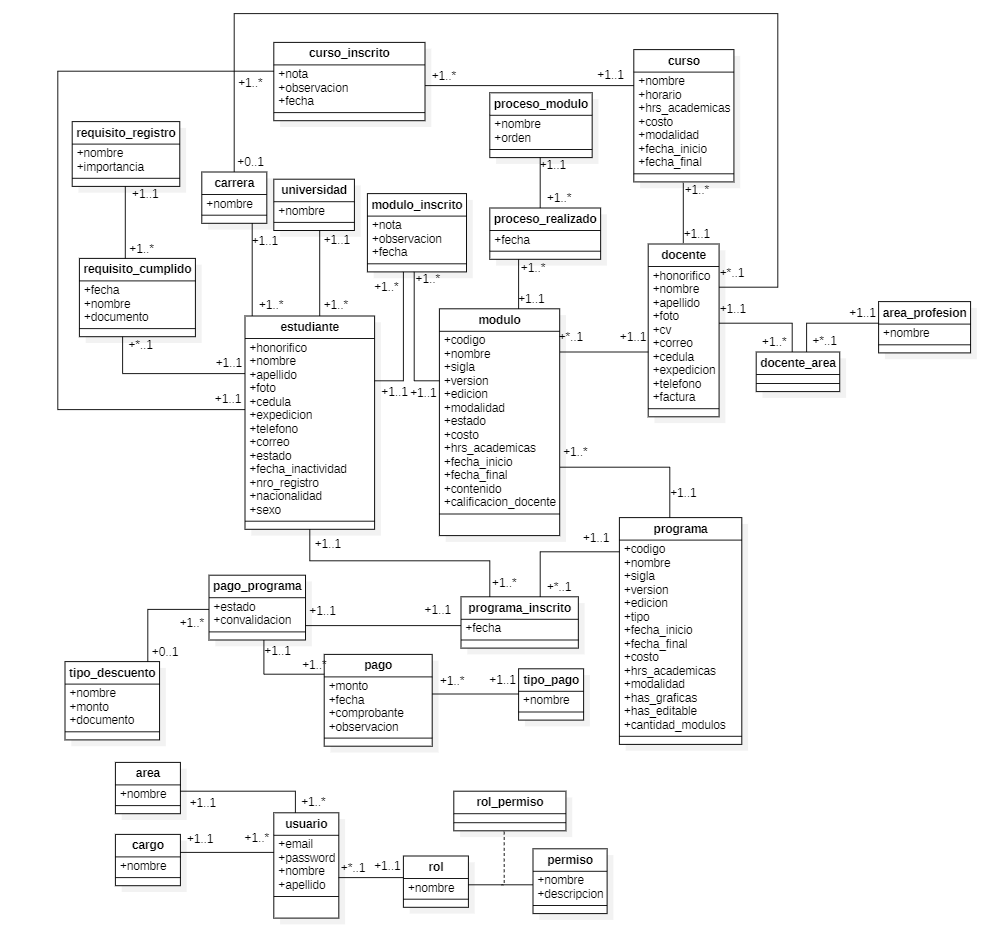 curso_inscrito
+nota
+observacion
+fecha
+1..*
+1..*
+1..1
curso
+nombre
+horario
+hrs_academicas
+costo
+modalidad
+fecha_inicio
+fecha_final
+1..*
+1..1
proceso_modulo
+nombre
+orden
+1..1
+1..*
proceso_realizado
+fecha
+1..*
+1..1
requisito_registro
+nombre
+importancia
+1..1
+1..*
requisito_cumplido
+fecha
+nombre
+documento
+*..1
+1..1
+1..1
+0..1
carrera
+nombre
+1..1
+1..*
universidad
+nombre
+1..1
+1..*
modulo_inscrito
+nota
+observacion
+fecha
+1..*
+1..*
+1..1
+1..1
estudiante
+honorifico
+nombre
+apellido
+foto
+cedula
+expedicion
+telefono
+correo
+estado
+fecha_inactividad
+nro_registro
+nacionalidad
+sexo
+1..1
modulo
+codigo
+nombre
+sigla
+version
+edicion
+modalidad
+estado
+costo
+hrs_academicas
+fecha_inicio
+fecha_final
+contenido
+calificacion_docente
+*..1
+1..1
+1..*
+1..1
docente
+honorifico
+nombre
+apellido
+foto
+cv
+correo
+cedula
+expedicion
+telefono
+factura
+*..1
+1..1
+1..*
+*..1
+1..1
docente_area
area_profesion
+nombre
programa
+codigo
+nombre
+sigla
+version
+edicion
+tipo
+fecha_inicio
+fecha_final
+costo
+hrs_academicas
+modalidad
+has_graficas
+has_editable
+cantidad_modulos
+1..1
+*..1
+1..*
programa_inscrito
+fecha
+1..1
+1..1
pago_programa
+estado
+convalidacion
+1..*
+0..1
tipo_descuento
+nombre
+monto
+documento
+1..1
+1..*
pago
+monto
+fecha
+comprobante
+observacion
+1..*
+1..1
tipo_pago
+nombre
area
+nombre
+1..1
+1..*
cargo
+nombre
+1..1
+1..*
usuario
+email
+password
+nombre
+apellido
+*..1
+1..1
rol
+nombre
rol_permiso
permiso
+nombre
+descripcion